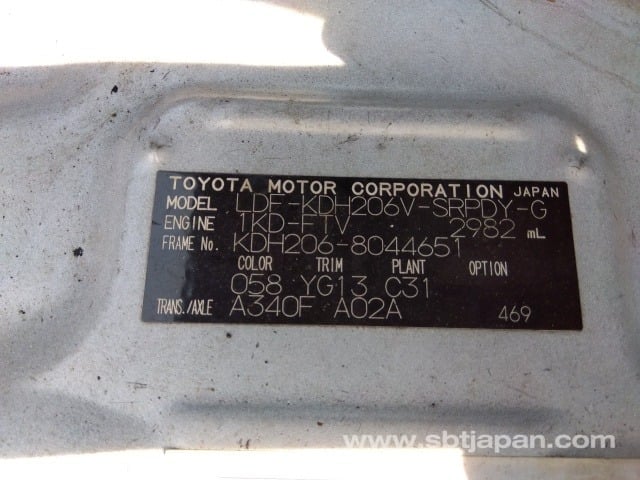 TOYOTA MOTOR CORPORATION JAPAN
MODEL LDF-KDH206V-SRPDY-G
ENGINE 1KD-FTV 2982 mL
FRAME No. KDH206-8044651
COLOR TRIM PLANT OPTION
058 YG13 C31
TRANS./AXLE A340F A02A 469
www.sbtjapan.com